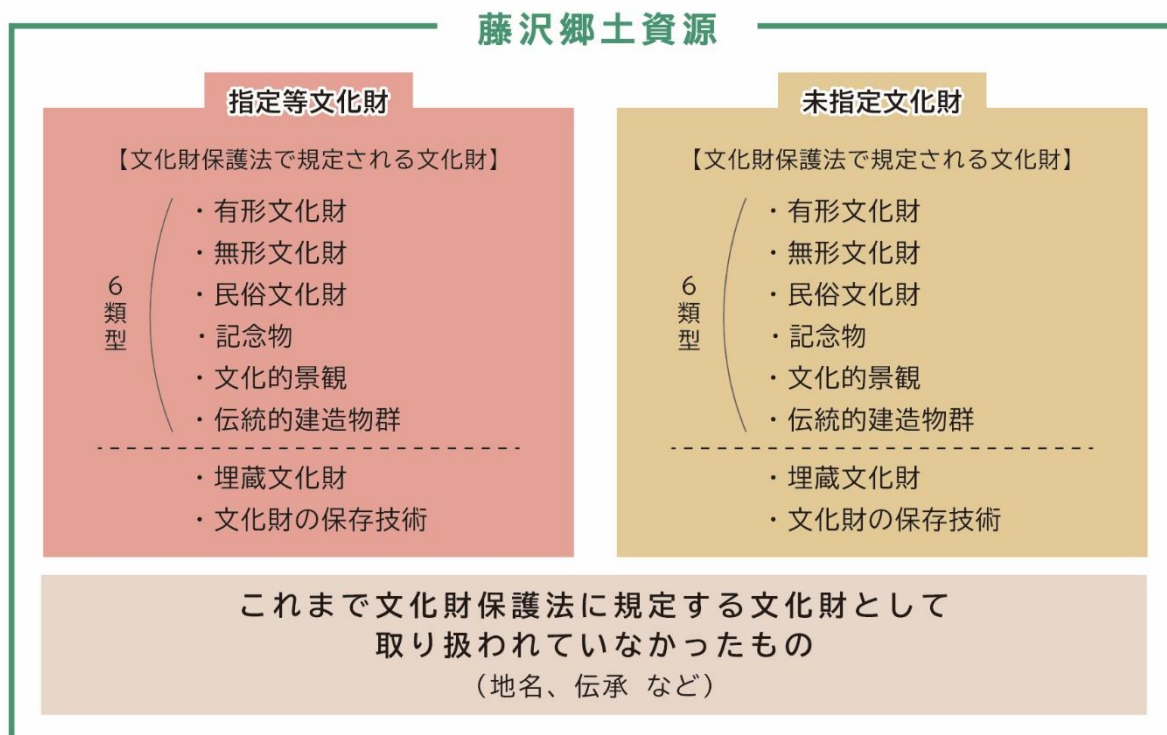 藤沢郷土資源
指定等文化財
【文化財保護法で規定される文化財】
6類型
・有形文化財
・無形文化財
・民俗文化財
・記念物
・文化的景観
・伝統的建造物群
・埋蔵文化財
・文化財の保存技術
未指定文化財
【文化財保護法で規定される文化財】
6類型
・有形文化財
・無形文化財
・民俗文化財
・記念物
・文化的景観
・伝統的建造物群
・埋蔵文化財
・文化財の保存技術
これまで文化財保護法に規定する文化財として
取り扱われていなかったもの
（地名、伝承 など）